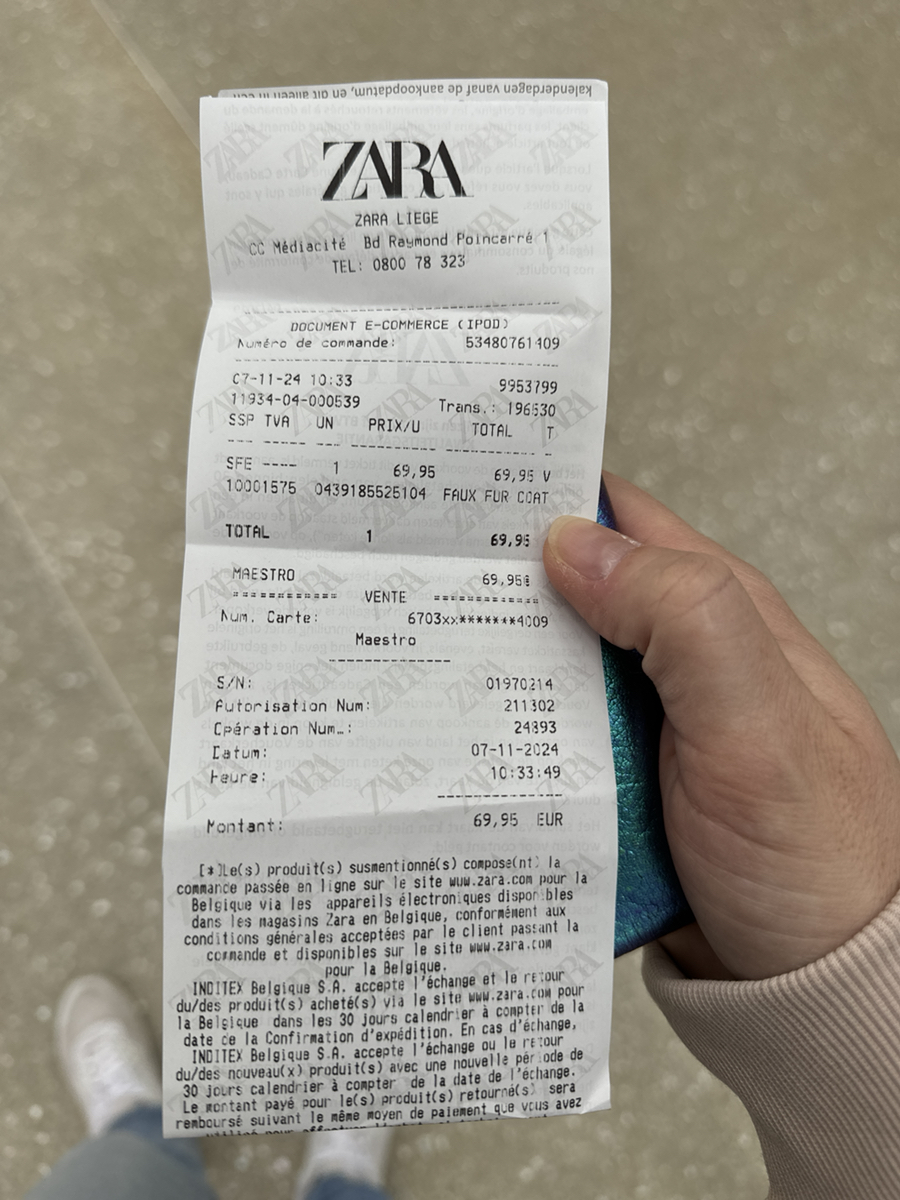 kalenderdagen vanaf de aankoopdatum, en dit alleen in een
ZARA
ZARA LIEGE
CC Médiacité Bd Raymond Poincarré 1
TEL: 0800 78 323
DOCUMENT E-COMMERCE (IPOD)
Numéro de commande: 53480761409
07-11-24 10:33 9953799
11934-04-000539 Trans.: 196530
SSP TVA UN PRIX/U TOTAL T
SFE ---- 1 69,95 69,95 V
10001575 0439185525104 FAUX FUR COAT
TOTAL 1 69,95
MAESTRO 69,95
============ VENTE ============
Num. Carte: 6703xx*******4009
Maestro
S/N: 01970214
Autorisation Num: 211302
Opération Num.: 24893
Datum: 07-11-2024
Heure: 10:33:49
Montant: 69,95 EUR
[*]Le(s) produit(s) susmentionné(s) compose(nt) la
commande passée en ligne sur le site www.zara.com pour la
Belgique via les appareils électroniques disponibles
dans les magasins Zara en Belgique, conformément aux
conditions générales acceptées par le client passant la
commande et disponibles sur le site www.zara.com
pour la Belgique.
INDITEX Belgique S.A. accepte l'échange et le retour
du/des produit(s) acheté(s) via le site www.zara.com pour
la Belgique dans les 30 jours calendrier à compter de la
date de la Confirmation d'expédition. En cas d'échange,
INDITEX Belgique S.A. accepte l'échange ou le retour
du/des nouveau(x) produit(s) avec une nouvelle période de
30 jours calendrier à compter de la date de l'échange.
Le montant payé pour le(s) produit(s) retourné(s) sera
remboursé suivant le même moyen de paiement que vous avez